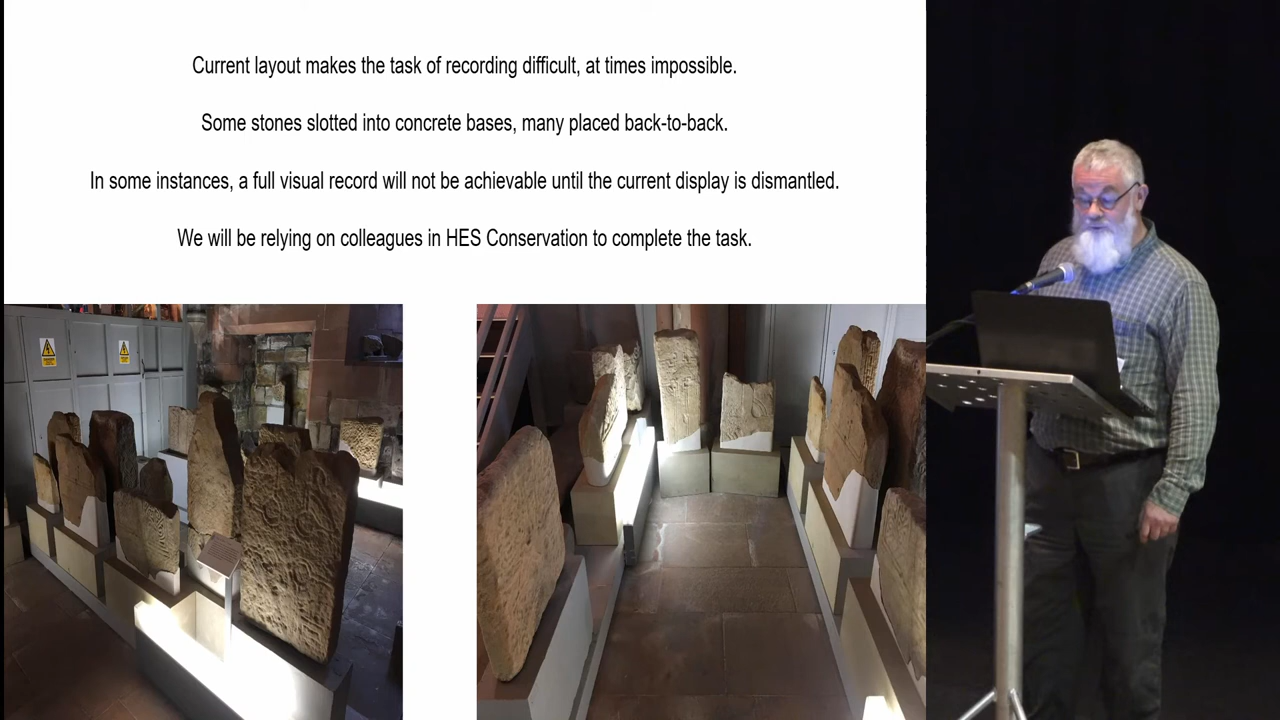 Current layout makes the task of recording difficult, at times impossible.
Some stones slotted into concrete bases, many placed back-to-back.
In some instances, a full visual record will not be achievable until the current display is dismantled.
We will be relying on colleagues in HES Conservation to complete the task.